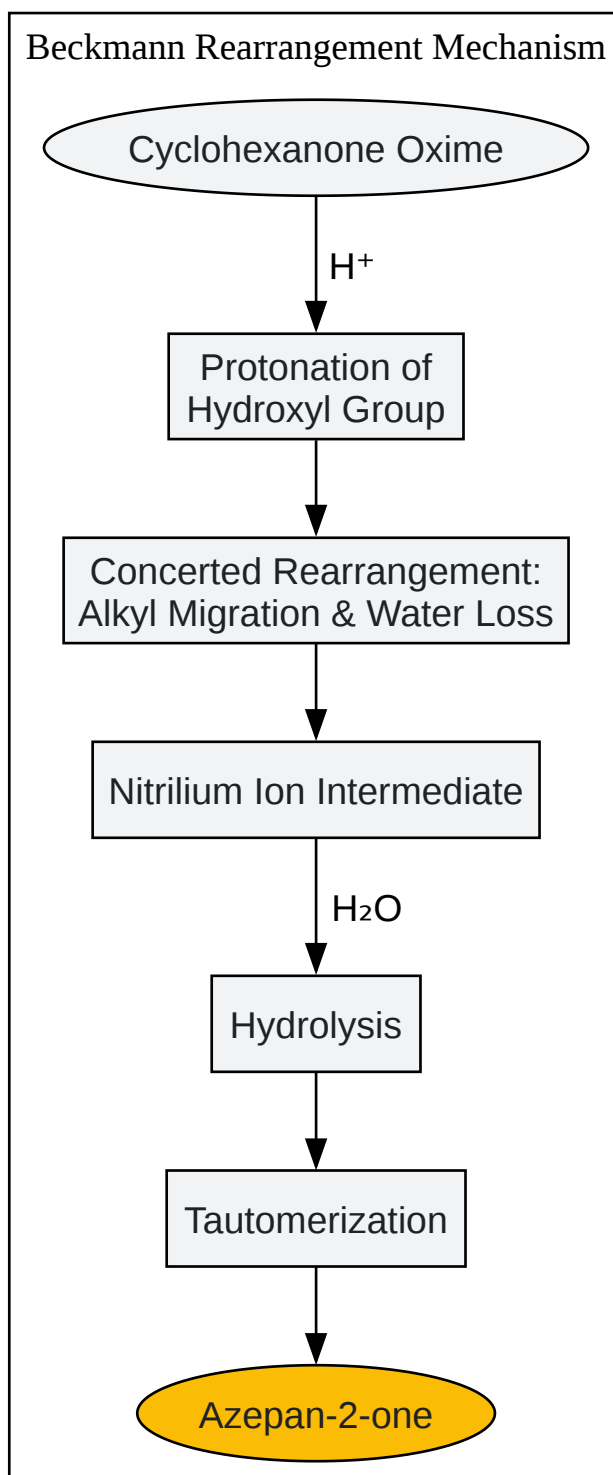 Beckmann Rearrangement Mechanism
Cyclohexanone Oxime
H⁺
Protonation of
Hydroxyl Group
Concerted Rearrangement:
Alkyl Migration & Water Loss
Nitrilium Ion Intermediate
H₂O
Hydrolysis
Tautomerization
Azepan-2-one